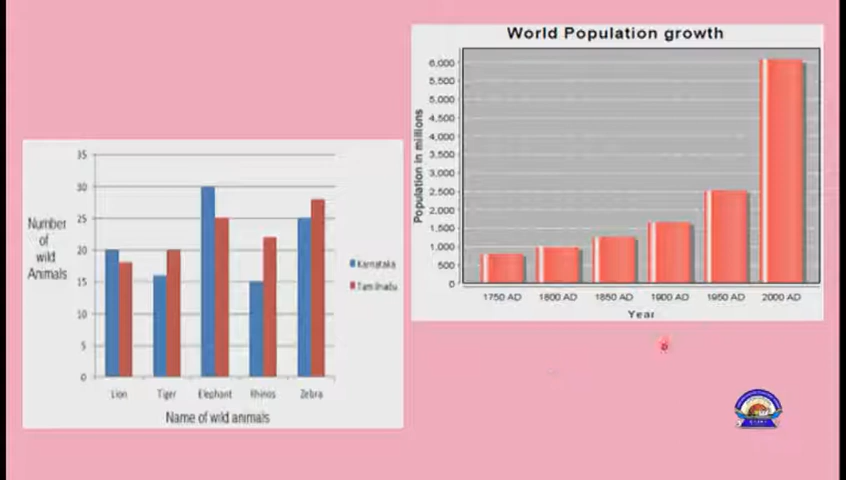 35
30
25
20
15
10
5
0
Number
of
wild
Animals
Lion Tiger Elephant Rhinos Zebra
Name of wild animals
Karnataka
Tamilnadu
World Population growth
Population in millions
6,000
5,500
5,000
4,500
4,000
3,500
3,000
2,500
2,000
1,500
1,000
500
0
1750 AD 1800 AD 1850 AD 1900 AD 1950 AD 2000 AD
Year